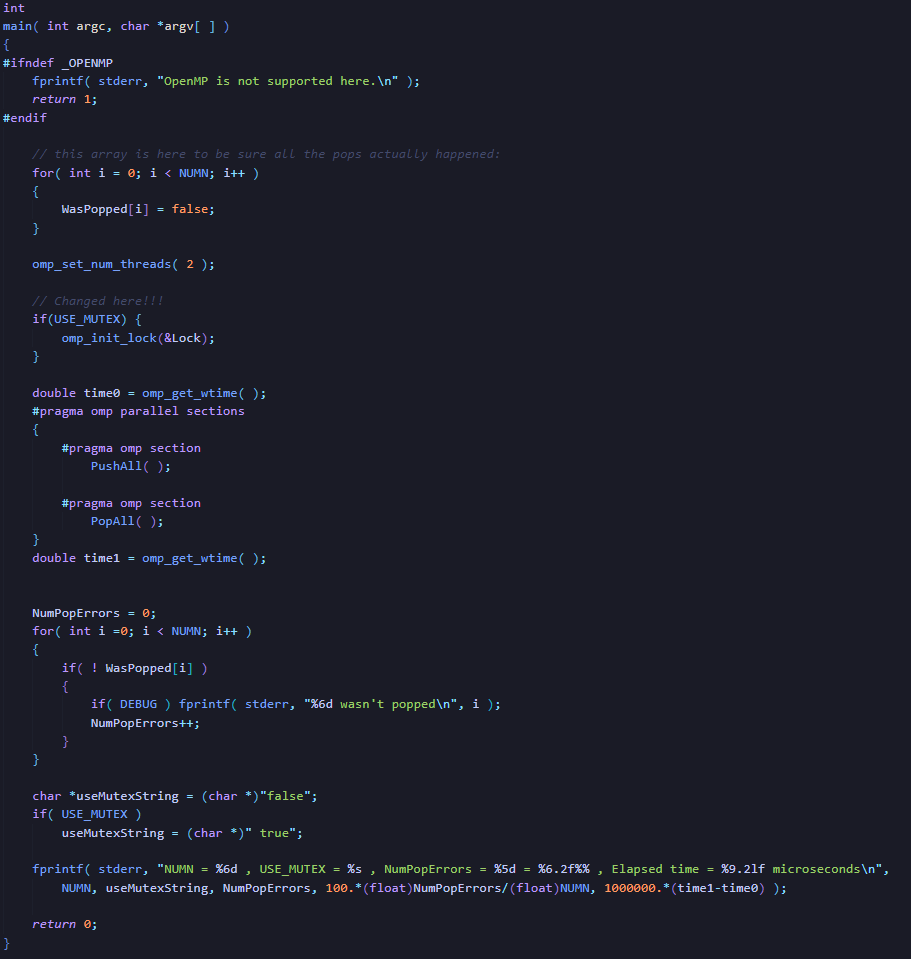 int
main( int argc, char *argv[ ] )
{
#ifndef _OPENMP
    fprintf( stderr, "OpenMP is not supported here.\n" );
    return 1;
#endif

    // this array is here to be sure all the pops actually happened:
    for( int i = 0; i < NUMN; i++ )
    {
        WasPopped[i] = false;
    }

    omp_set_num_threads( 2 );

    // Changed here!!!
    if(USE_MUTEX) {
        omp_init_lock(&Lock);
    }

    double time0 = omp_get_wtime( );
    #pragma omp parallel sections
    {
        #pragma omp section
            PushAll( );

        #pragma omp section
            PopAll( );
    }
    double time1 = omp_get_wtime( );


    NumPopErrors = 0;
    for( int i =0; i < NUMN; i++ )
    {
        if( ! WasPopped[i] )
        {
            if( DEBUG ) fprintf( stderr, "%6d wasn't popped\n", i );
            NumPopErrors++;
        }
    }

    char *useMutexString = (char *)"false";
    if( USE_MUTEX )
        useMutexString = (char *)" true";

    fprintf( stderr, "NUMN = %6d , USE_MUTEX = %s , NumPopErrors = %5d = %6.2f%% , Elapsed time = %9.2lf microseconds\n",
        NUMN, useMutexString, NumPopErrors, 100.*(float)NumPopErrors/(float)NUMN, 1000000.*(time1-time0) );

    return 0;
}